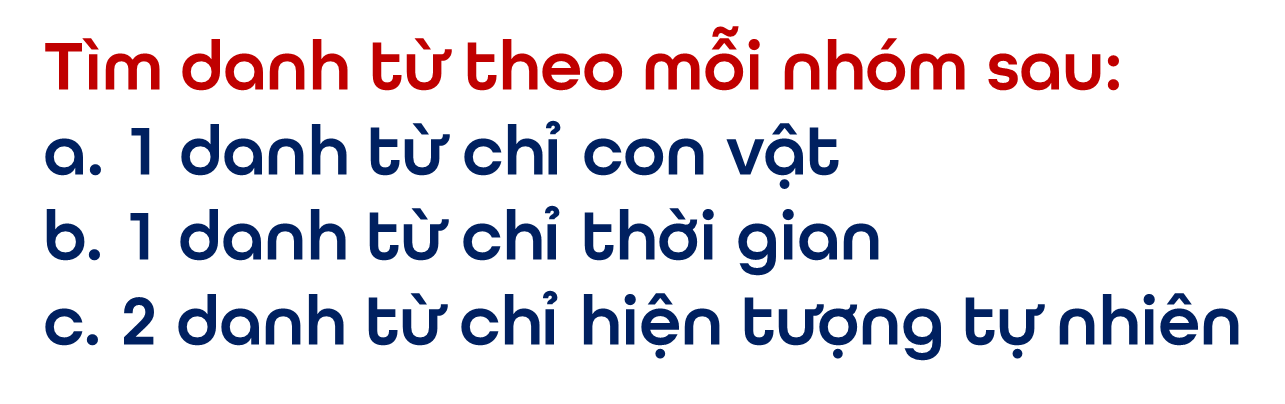 Tìm danh từ theo mỗi nhóm sau:
a. 1 danh từ chỉ con vật
b. 1 danh từ chỉ thời gian
c. 2 danh từ chỉ hiện tượng tự nhiên